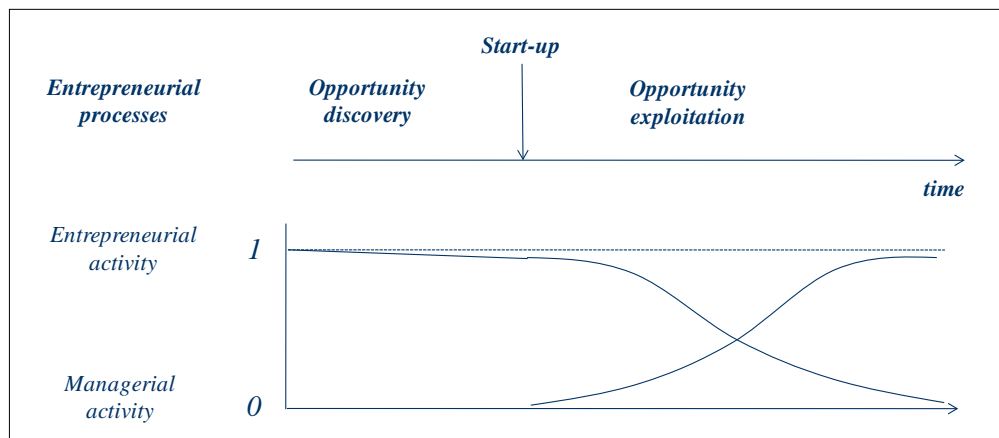 Start-up
Entrepreneurial
processes
Opportunity
discovery
Opportunity
exploitation
time
Entrepreneurial
activity
1
Managerial
activity
0